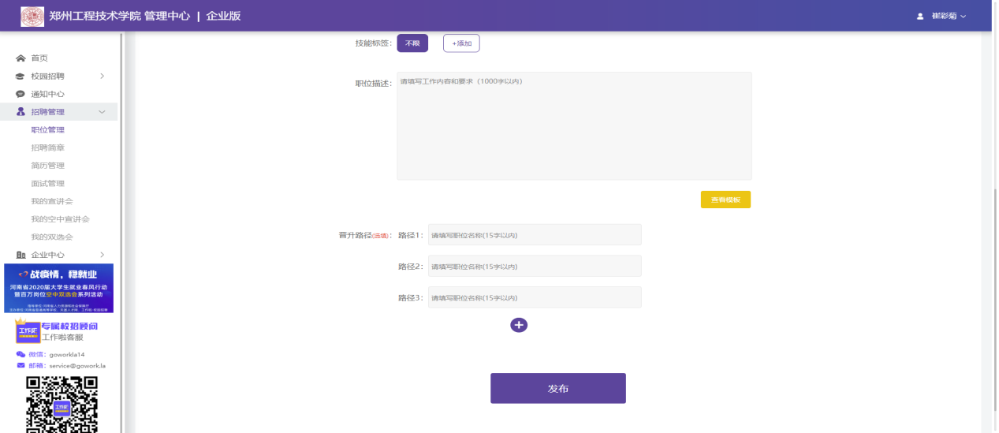 郑州工程技术学院 管理中心 | 企业版
崔彩菊
首页
校园招聘
通知中心
招聘管理
职位管理
招聘简章
简历管理
面试管理
我的宣讲会
我的空中宣讲会
我的双选会
企业中心
战疫情，稳就业
河南省2020届大学生就业春风行动
暨百万岗位空中双选会系列活动
专属校招顾问
工作啦客服
微信：goworkla14
邮箱：service@gowork.la
技能标签：
不限
+添加
职位描述：
请填写工作内容和要求（1000字以内）
查看模板
晋升路径(选填)：
路径1：
请填写职位名称(15字以内)
路径2：
请填写职位名称(15字以内)
路径3：
请填写职位名称(15字以内)
发布